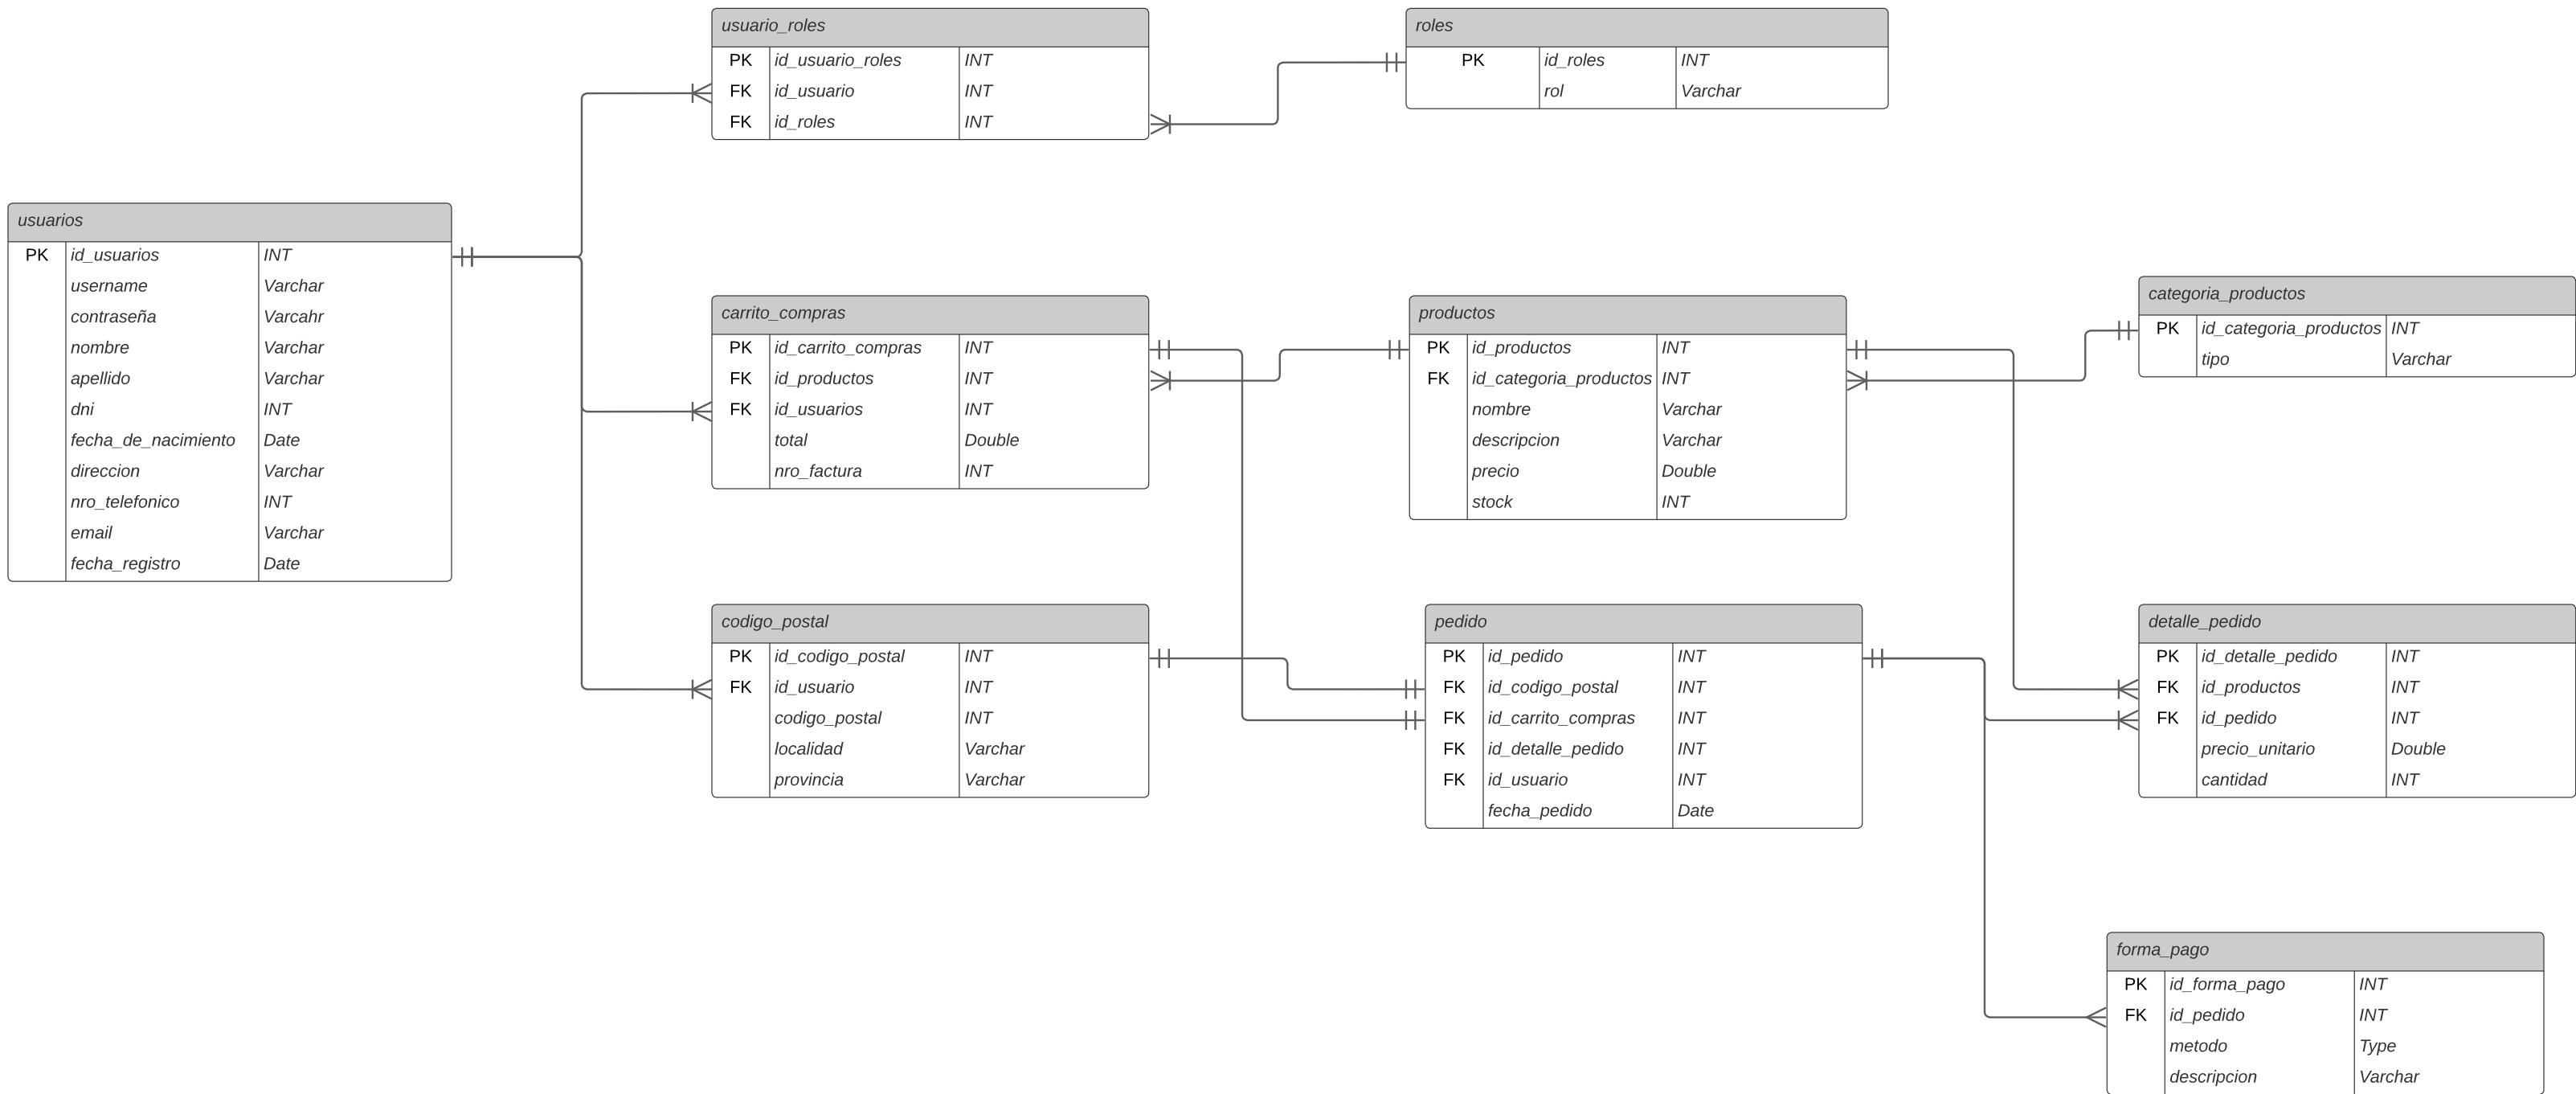 usuario_roles
PK id_usuario_roles INT
FK id_usuario INT
FK id_roles INT
roles
PK id_roles INT
rol Varchar
usuarios
PK id_usuarios INT
username Varchar
contraseña Varcahr
nombre Varchar
apellido Varchar
dni INT
fecha_de_nacimiento Date
direccion Varchar
nro_telefonico INT
email Varchar
fecha_registro Date
carrito_compras
PK id_carrito_compras INT
FK id_productos INT
FK id_usuarios INT
total Double
nro_factura INT
productos
PK id_productos INT
FK id_categoria_productos INT
nombre Varchar
descripcion Varchar
precio Double
stock INT
categoria_productos
PK id_categoria_productos INT
tipo Varchar
codigo_postal
PK id_codigo_postal INT
FK id_usuario INT
codigo_postal INT
localidad Varchar
provincia Varchar
pedido
PK id_pedido INT
FK id_codigo_postal INT
FK id_carrito_compras INT
FK id_detalle_pedido INT
FK id_usuario INT
fecha_pedido Date
detalle_pedido
PK id_detalle_pedido INT
FK id_productos INT
FK id_pedido INT
precio_unitario Double
cantidad INT
forma_pago
PK id_forma_pago INT
FK id_pedido INT
metodo Type
descripcion Varchar